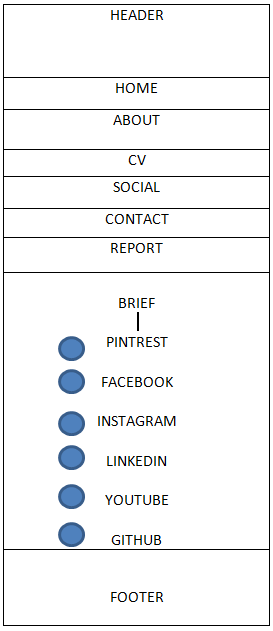 HEADER
HOME
ABOUT
CV
SOCIAL
CONTACT
REPORT
BRIEF
PINTREST
FACEBOOK
INSTAGRAM
LINKEDIN
YOUTUBE
GITHUB
FOOTER